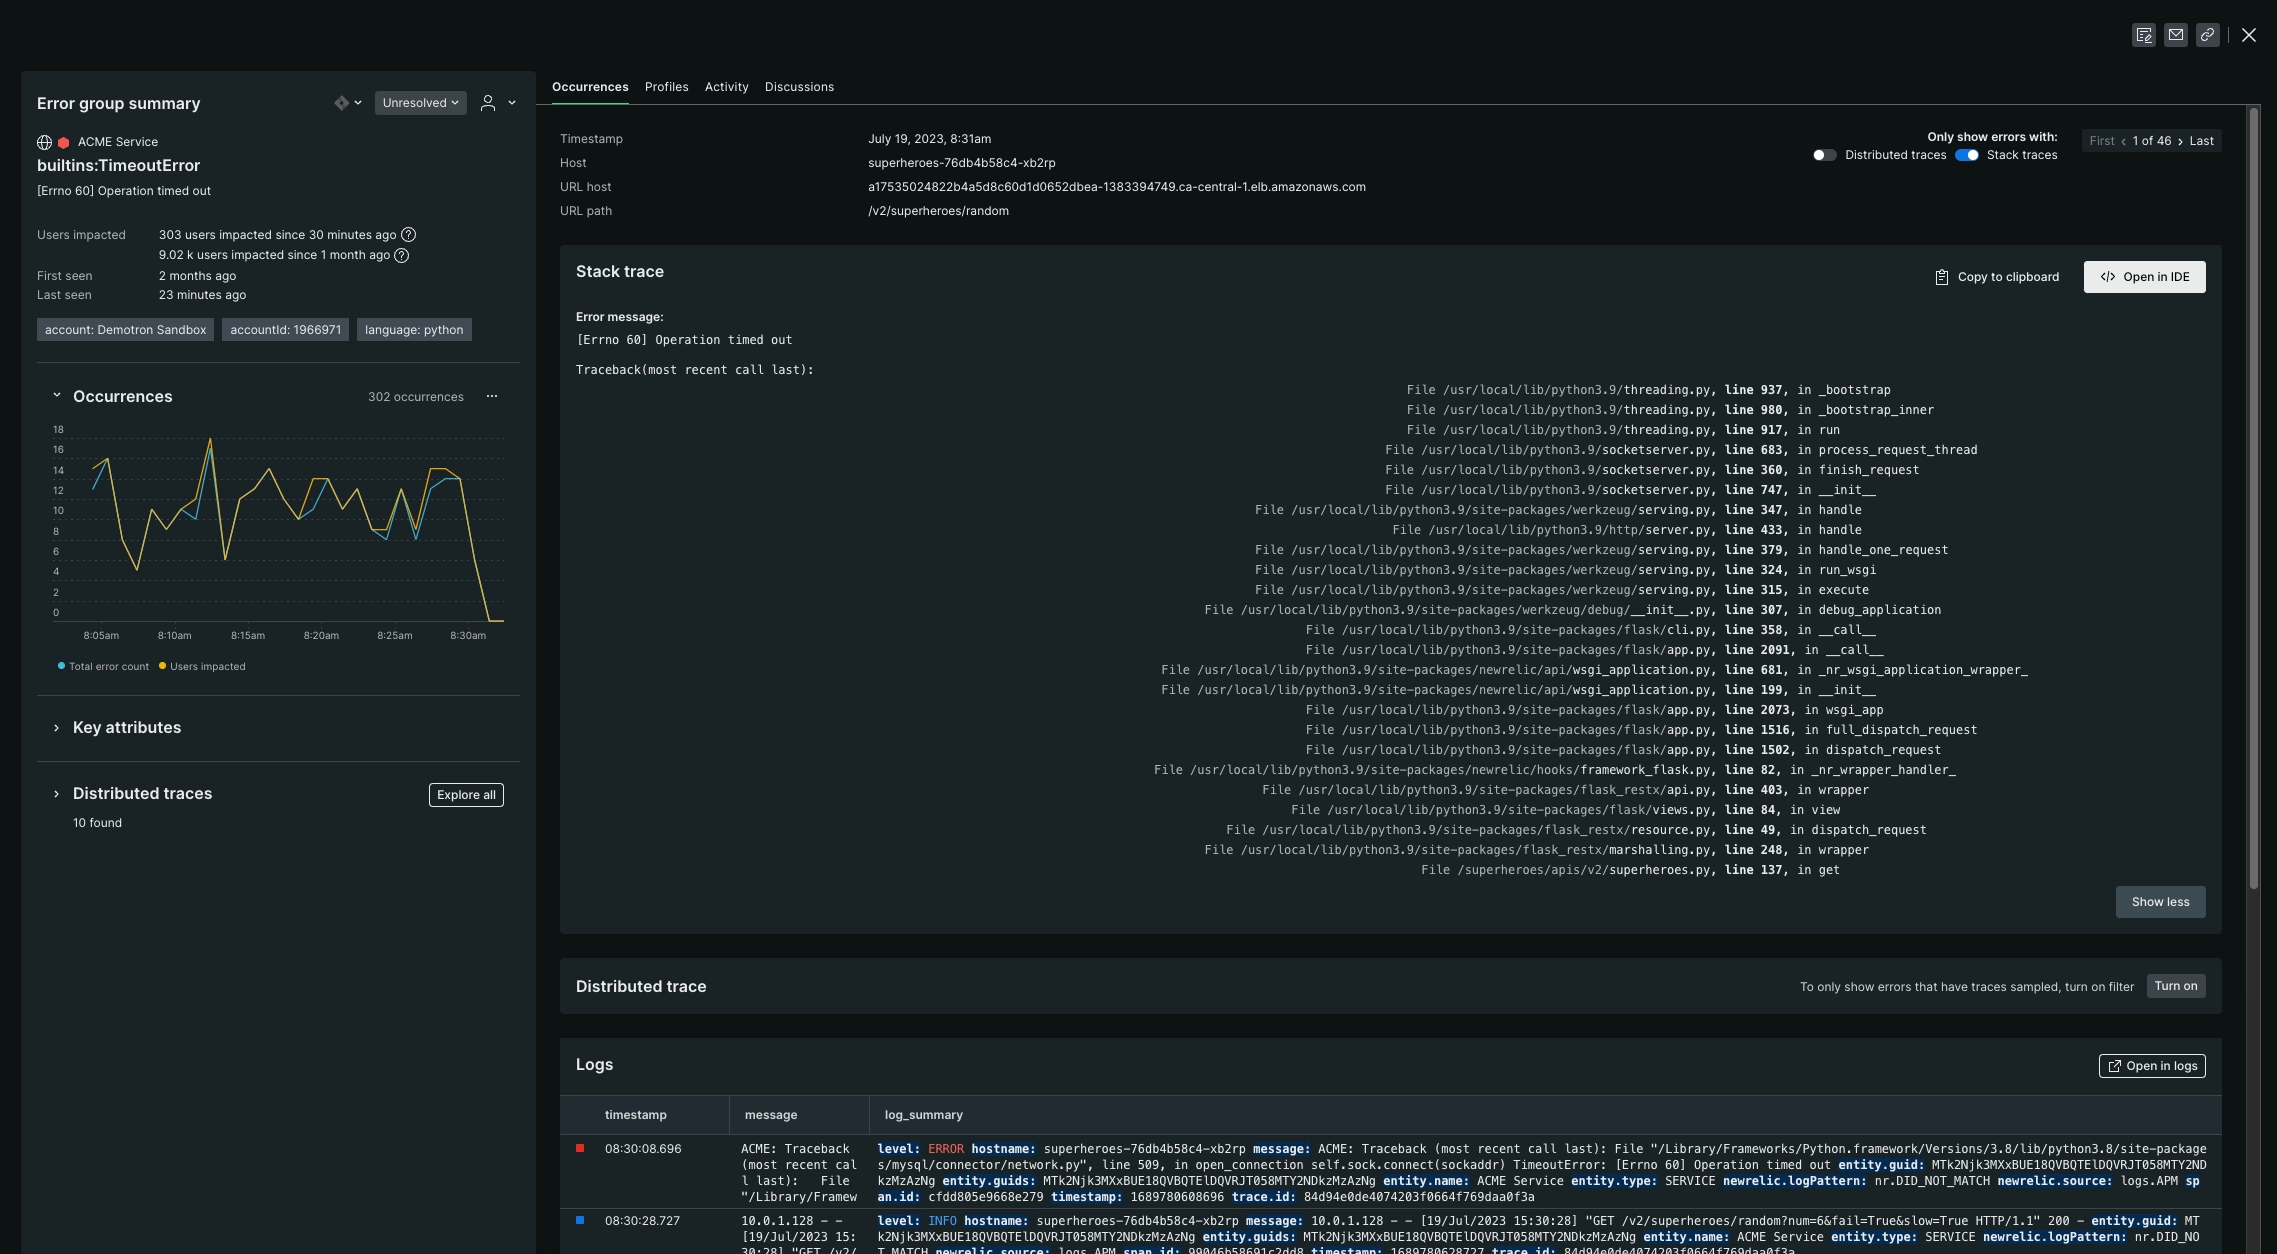 Error group summary
Unresolved
ACME Service
builtins:TimeoutError
[Errno 60] Operation timed out
Users impacted 303 users impacted since 30 minutes ago
9.02 k users impacted since 1 month ago
First seen 2 months ago
Last seen 23 minutes ago
account: Demotron Sandbox accountId: 1966971 language: python
Occurrences 302 occurrences ...
18
16
14
12
10
8
6
4
2
0
8:05am 8:10am 8:15am 8:20am 8:25am 8:30am
Total error count Users impacted
Key attributes
Distributed traces Explore all
10 found
Occurrences Profiles Activity Discussions
Timestamp July 19, 2023, 8:31am
Host superheroes-76db4b58c4-xb2rp
URL host a17535024822b4a5d8c60d1d0652dbea-1383394749.ca-central-1.elb.amazonaws.com
URL path /v2/superheroes/random
Only show errors with:
Distributed traces Stack traces
First < 1 of 46 > Last
Stack trace
Copy to clipboard </> Open in IDE
Error message:
[Errno 60] Operation timed out
Traceback(most recent call last):
File /usr/local/lib/python3.9/threading.py, line 937, in _bootstrap
File /usr/local/lib/python3.9/threading.py, line 980, in _bootstrap_inner
File /usr/local/lib/python3.9/threading.py, line 917, in run
File /usr/local/lib/python3.9/socketserver.py, line 683, in process_request_thread
File /usr/local/lib/python3.9/socketserver.py, line 360, in finish_request
File /usr/local/lib/python3.9/socketserver.py, line 747, in __init__
File /usr/local/lib/python3.9/site-packages/werkzeug/serving.py, line 347, in handle
File /usr/local/lib/python3.9/http/server.py, line 433, in handle
File /usr/local/lib/python3.9/site-packages/werkzeug/serving.py, line 379, in handle_one_request
File /usr/local/lib/python3.9/site-packages/werkzeug/serving.py, line 324, in run_wsgi
File /usr/local/lib/python3.9/site-packages/werkzeug/serving.py, line 315, in execute
File /usr/local/lib/python3.9/site-packages/werkzeug/debug/__init__.py, line 307, in debug_application
File /usr/local/lib/python3.9/site-packages/flask/cli.py, line 358, in __call__
File /usr/local/lib/python3.9/site-packages/flask/app.py, line 2091, in __call__
File /usr/local/lib/python3.9/site-packages/newrelic/api/wsgi_application.py, line 681, in _nr_wsgi_application_wrapper_
File /usr/local/lib/python3.9/site-packages/newrelic/api/wsgi_application.py, line 199, in __init__
File /usr/local/lib/python3.9/site-packages/flask/app.py, line 2073, in wsgi_app
File /usr/local/lib/python3.9/site-packages/flask/app.py, line 1516, in full_dispatch_request
File /usr/local/lib/python3.9/site-packages/flask/app.py, line 1502, in dispatch_request
File /usr/local/lib/python3.9/site-packages/newrelic/hooks/framework_flask.py, line 82, in _nr_wrapper_handler_
File /usr/local/lib/python3.9/site-packages/flask_restx/api.py, line 403, in wrapper
File /usr/local/lib/python3.9/site-packages/flask/views.py, line 84, in view
File /usr/local/lib/python3.9/site-packages/flask_restx/resource.py, line 49, in dispatch_request
File /usr/local/lib/python3.9/site-packages/flask_restx/marshalling.py, line 248, in wrapper
File /superheroes/apis/v2/superheroes.py, line 137, in get
Show less
Distributed trace To only show errors that have traces sampled, turn on filter Turn on
Logs Open in logs
timestamp message log_summary
08:30:08.696
ACME: Traceback
(most recent cal
l last): File
"/Library/Framew
level: ERROR hostname: superheroes-76db4b58c4-xb2rp message: ACME: Traceback (most recent call last): File "/Library/Frameworks/Python.framework/Versions/3.8/lib/python3.8/site-package
s/mysql/connector/network.py", line 509, in open_connection self.sock.connect(sockaddr) TimeoutError: [Errno 60] Operation timed out entity.guid: MTk2Njk3MXxBUE18QVBQTElDQVRJT058MTY2ND
kzMzAzNg entity.guids: MTk2Njk3MXxBUE18QVBQTElDQVRJT058MTY2NDkzMzAzNg entity.name: ACME Service entity.type: SERVICE newrelic.logPattern: nr.DID_NOT_MATCH newrelic.source: logs.APM sp
an.id: cfdd805e9668e279 timestamp: 1689780608696 trace.id: 84d94e0de4074203f0664f769daa0f3a
08:30:28.727
10.0.1.128 - -
[19/Jul/2023 15:
30:28] "GET /v2/
level: INFO hostname: superheroes-76db4b58c4-xb2rp message: 10.0.1.128 - - [19/Jul/2023 15:30:28] "GET /v2/superheroes/random?num=6&fail=True&slow=True HTTP/1.1" 200 - entity.guid: MT
k2Njk3MXxBUE18QVBQTElDQVRJT058MTY2NDkzMzAzNg entity.guids: MTk2Njk3MXxBUE18QVBQTElDQVRJT058MTY2NDkzMzAzNg entity.name: ACME Service entity.type: SERVICE newrelic.logPattern: nr.DID_NO
T_MATCH newrelic.source: logs.APM span.id: 99046b58691c2dd8 timestamp: 1689780628727 trace.id: 84d94e0de4074203f0664f769daa0f3a